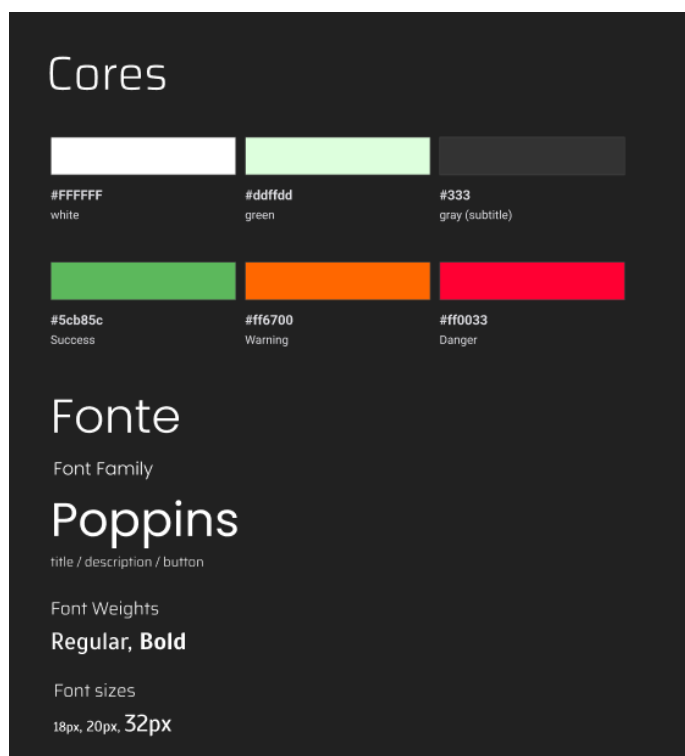 Cores
#FFFFFF #ddffdd #333
white green gray (subtitle)
#5cb85c #ff6700 #ff0033
Success Warning Danger
Fonte
Font Family
Poppins
title / description / button
Font Weights
Regular, Bold
Font sizes
18px, 20px, 32px